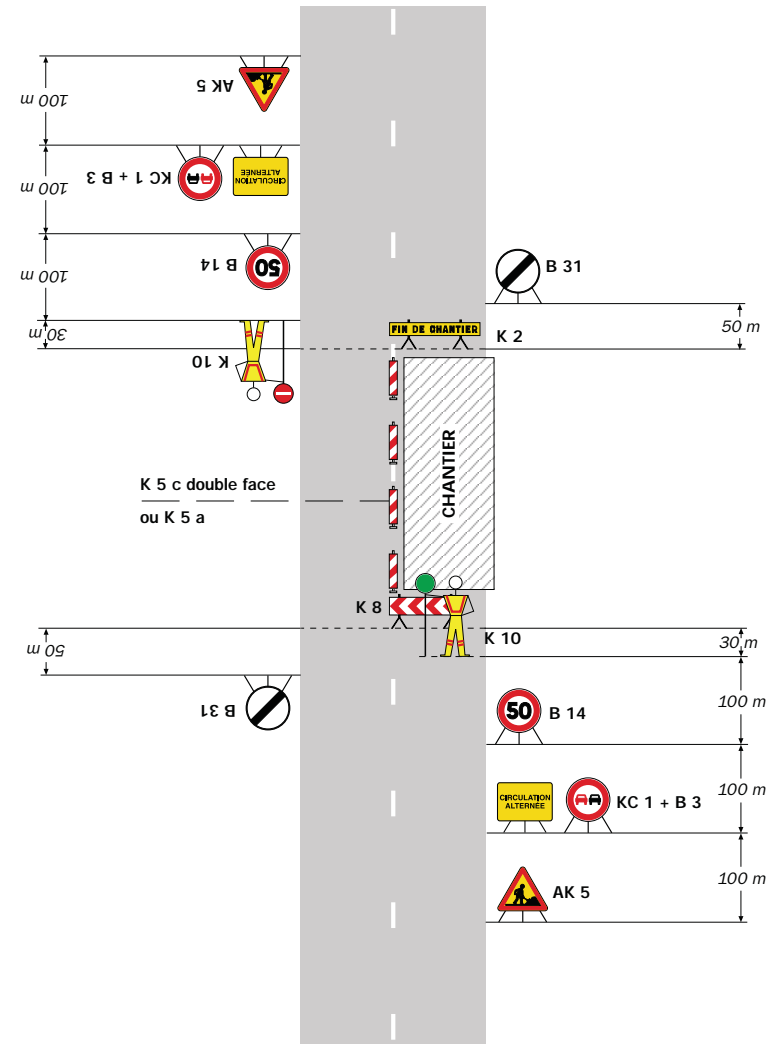 AK 5
100 m
KC 1 + B 3
CIRCULATION
ALTERNÉE
100 m
B 14
50
100 m
B 31
30 m
50 m
FIN DE CHANTIER
K 2
K 10
CHANTIER
K 5 c double face
ou K 5 a
K 8
K 10
30 m
50 m
B 31
50
B 14
100 m
CIRCULATION
ALTERNÉE
KC 1 + B 3
100 m
AK 5
100 m